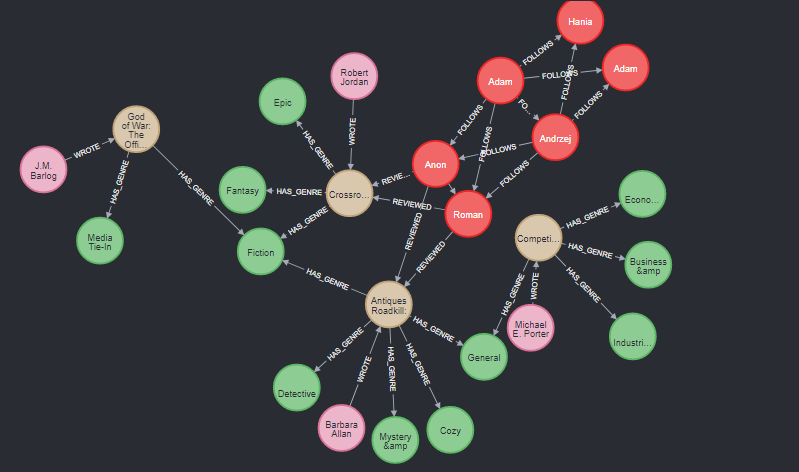 Hania
FOLLOWS
Adam
FOLLOWS
Adam
FOLLOWS
FOLLOWS
FO...
FOLLOWS
FOLLOWS
Andrzej
FOLLOWS
FOLLOWS
Anon
Roman
Robert
Jordan
WROTE
Epic
HAS_GENRE
REVIE...
REVIEWED
Crossro...
HAS_GENRE
Fantasy
HAS_GENRE
God
of War:
The
Offi...
WROTE
J.M.
Barlog
HAS_GENRE
HAS_GENRE
Media
Tie-In
Fiction
REVIEWED
REVIEWED
HAS_GENRE
Antiques
Roadkill:
HAS_GENRE
HAS_GENRE
WROTE
HAS_GENRE
HAS_GENRE
Detective
Barbara
Allan
Mystery
&amp
Cozy
General
Competi...
HAS_GENRE
Econo...
HAS_GENRE
Business
&amp
HAS_GENRE
Industri...
HAS_GENRE
WROTE
Michael
E. Porter